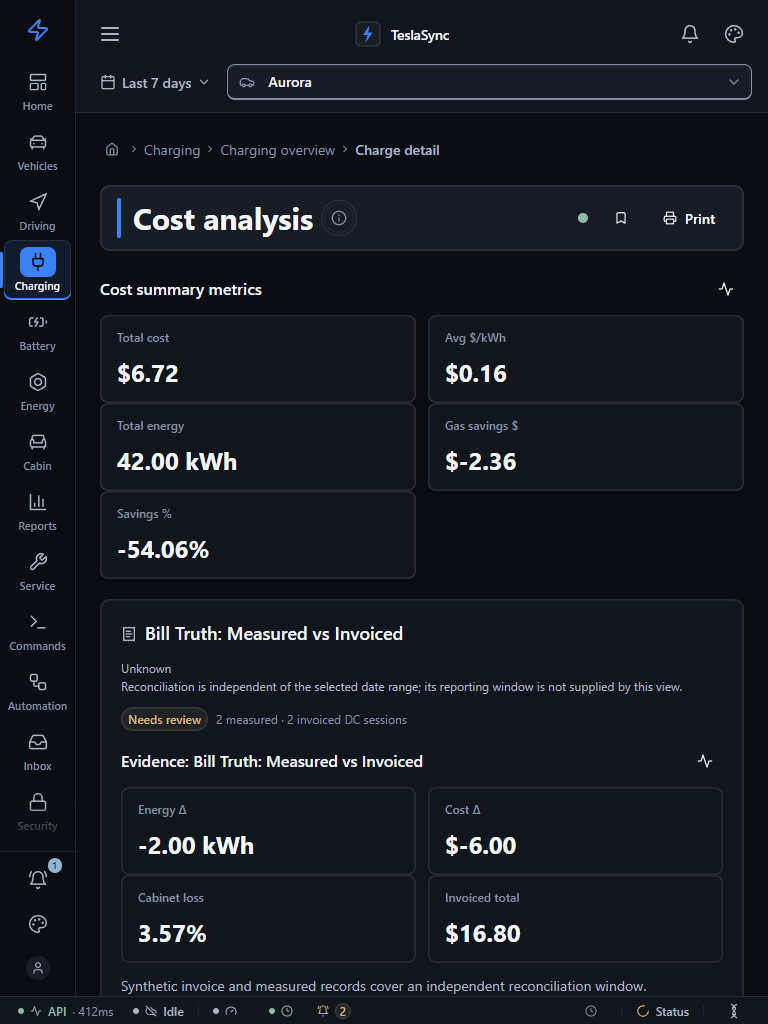 TeslaSync
Last 7 days
Aurora
Home
Vehicles
Driving
Charging
Battery
Energy
Cabin
Reports
Service
Commands
Automation
Inbox
Security
1
Charging
Charging overview
Charge detail
Cost analysis
Print
Cost summary metrics
Total cost
$6.72
Avg $/kWh
$0.16
Total energy
42.00 kWh
Gas savings $
$-2.36
Savings %
-54.06%
Bill Truth: Measured vs Invoiced
Unknown
Reconciliation is independent of the selected date range; its reporting window is not supplied by this view.
Needs review
2 measured · 2 invoiced DC sessions
Evidence: Bill Truth: Measured vs Invoiced
Energy Δ
-2.00 kWh
Cost Δ
$-6.00
Cabinet loss
3.57%
Invoiced total
$16.80
Synthetic invoice and measured records cover an independent reconciliation window.
API · 412ms
Idle
2
Status